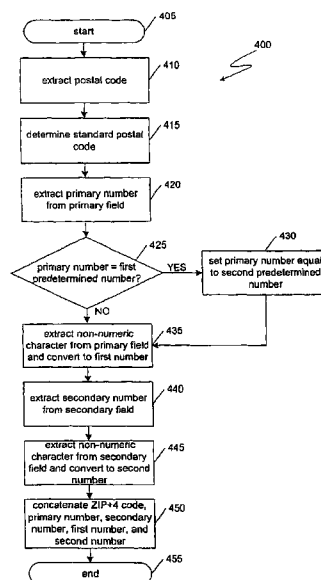 start
405
400
extract postal code
410
determine standard postal
code
415
extract primary number
from primary field
420
425
primary number = first
predetermined number?
YES
430
set primary number equal
to second predetermined
number
NO
extract non-numeric
character from primary field
and convert to first number
435
extract secondary number
from secondary field
440
extract non-numeric
character from secondary
field and convert to second
number
445
concatenate ZIP+4 code,
primary number, secondary
number, first number, and
second number
450
end
455